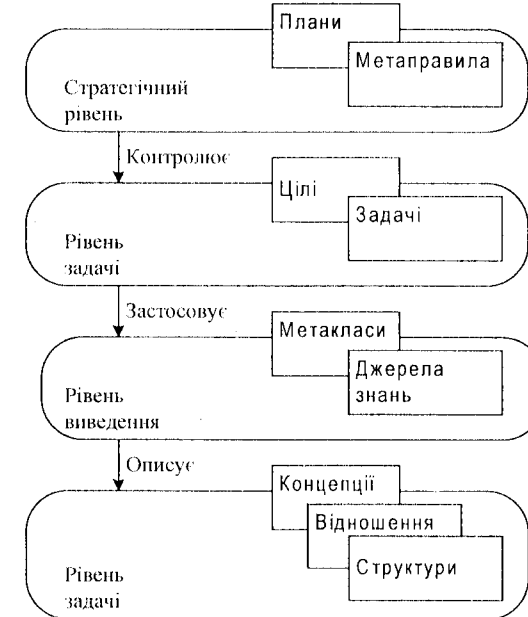 Плани
Метаправила
Стратегічний
рівень
Контролює
Цілі
Задачі
Рівень
задачі
Застосовує
Метакласи
Джерела
знань
Рівень
виведення
Описує
Концепції
Відношення
Структури
Рівень
задачі